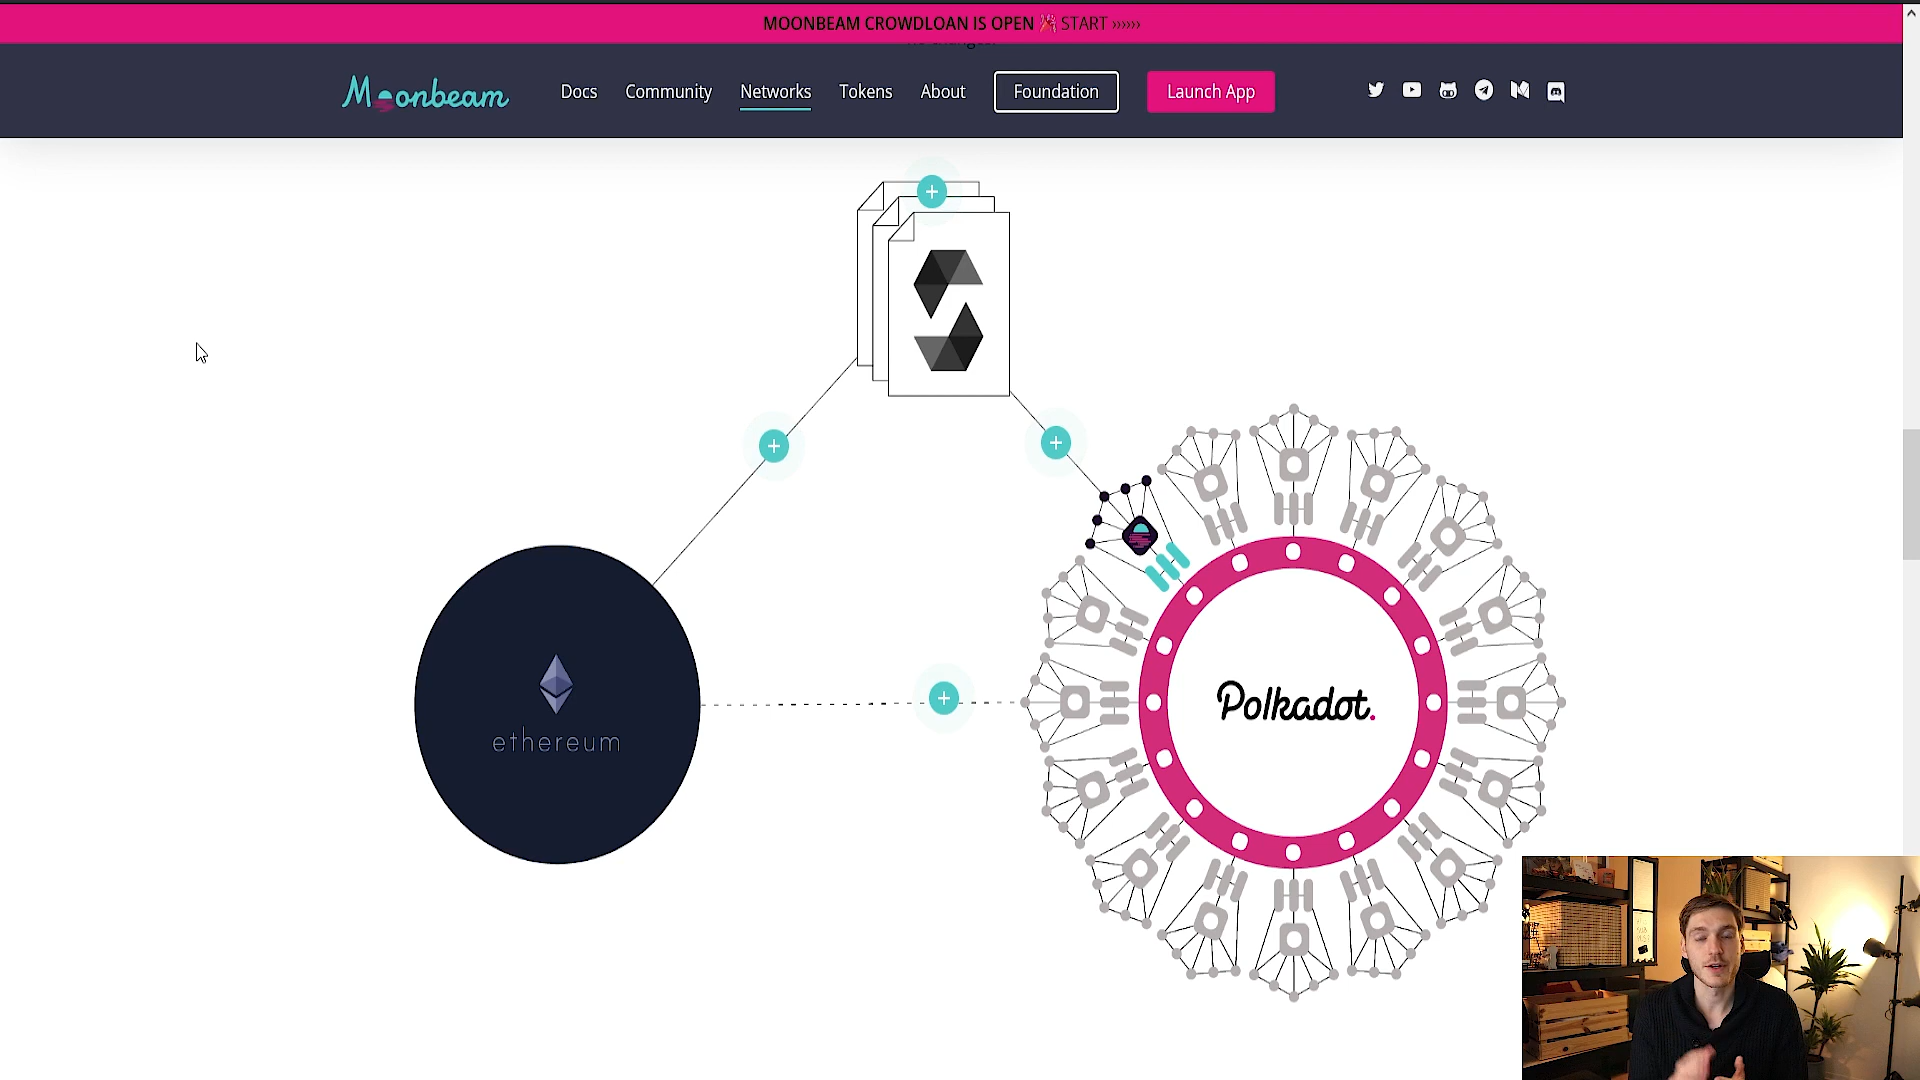 MOONBEAM CROWDLOAN IS OPEN 🎉 START »»»
Moonbeam
Docs
Community
Networks
Tokens
About
Foundation
Launch App
ethereum
Polkadot.